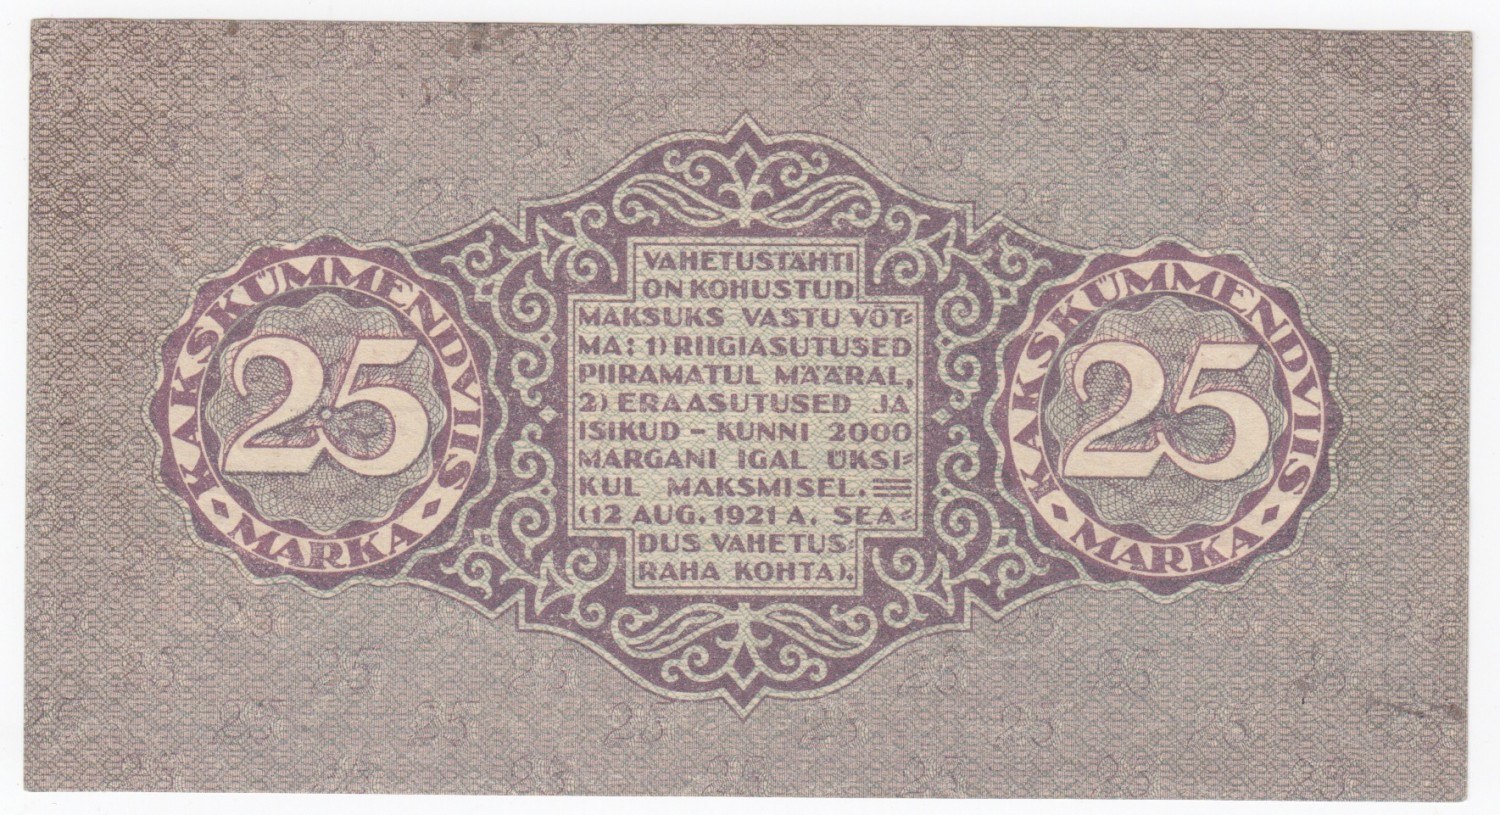 KAKSKÜMMENDVIIS
MARKA
25
VAHETUSTÄHTI
ON KOHUSTUD
MAKSUKS VASTU VÕT=
MA: 1) RIIGIASUTUSED
PIIRAMATUL MÄÄRAL,
2) ERAASUTUSED JA
ISIKUD – KUNNI 2000
MARGANI IGAL ÜKSI=
KUL MAKSMISEL.
(12 AUG. 1921 A. SEA=
DUS VAHETUS=
RAHA KOHTA).
KAKSKÜMMENDVIIS
MARKA
25